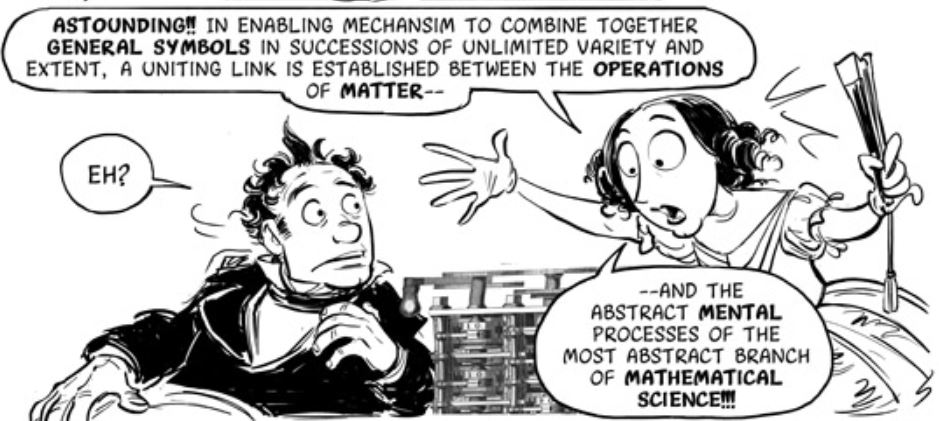 ASTOUNDING!! IN ENABLING MECHANSIM TO COMBINE TOGETHER
GENERAL SYMBOLS IN SUCCESSIONS OF UNLIMITED VARIETY AND
EXTENT, A UNITING LINK IS ESTABLISHED BETWEEN THE OPERATIONS
OF MATTER--
EH?
--AND THE
ABSTRACT MENTAL
PROCESSES OF THE
MOST ABSTRACT BRANCH
OF MATHEMATICAL
SCIENCE!!!